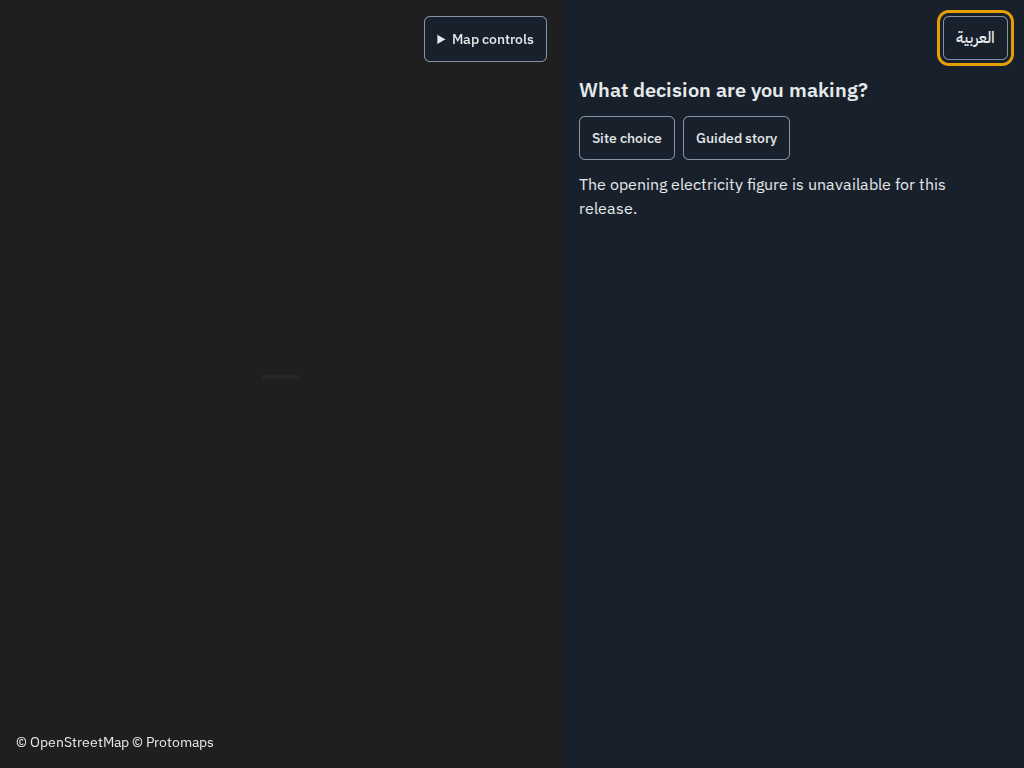 Map controls
العربية
What decision are you making?
Site choice
Guided story
The opening electricity figure is unavailable for this
release.
© OpenStreetMap © Protomaps